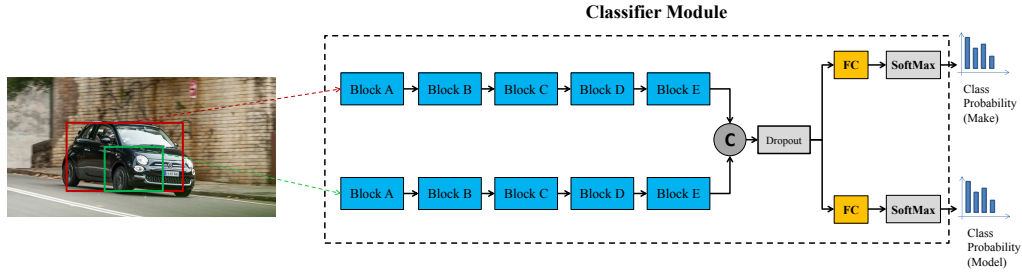 Classifier Module
Block A
Block B
Block C
Block D
Block E
FC
SoftMax
Class
Probability
(Make)
C
Dropout
Block A
Block B
Block C
Block D
Block E
FC
SoftMax
Class
Probability
(Model)